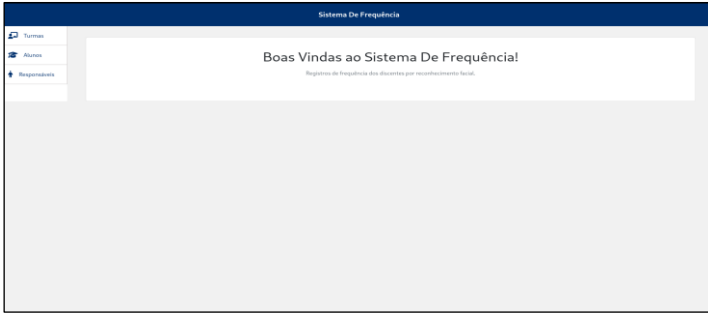 Sistema De Frequência
Turmas
Alunos
Responsáveis
Boas Vindas ao Sistema De Frequência!
Registros de frequência dos discentes por reconhecimento facial.